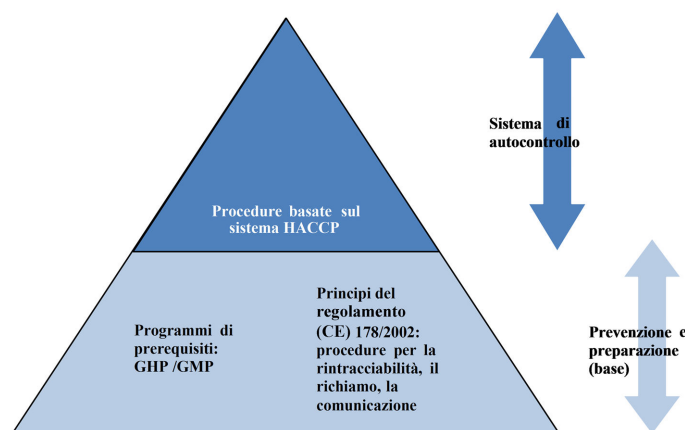 Sistema di
autocontrollo
Procedure basate sul
sistema HACCP
Programmi di
prerequisiti:
GHP /GMP
Principi del
regolamento
(CE) 178/2002:
procedure per la
rintracciabilità, il
richiamo, la
comunicazione
Prevenzione e
preparazione
(base)